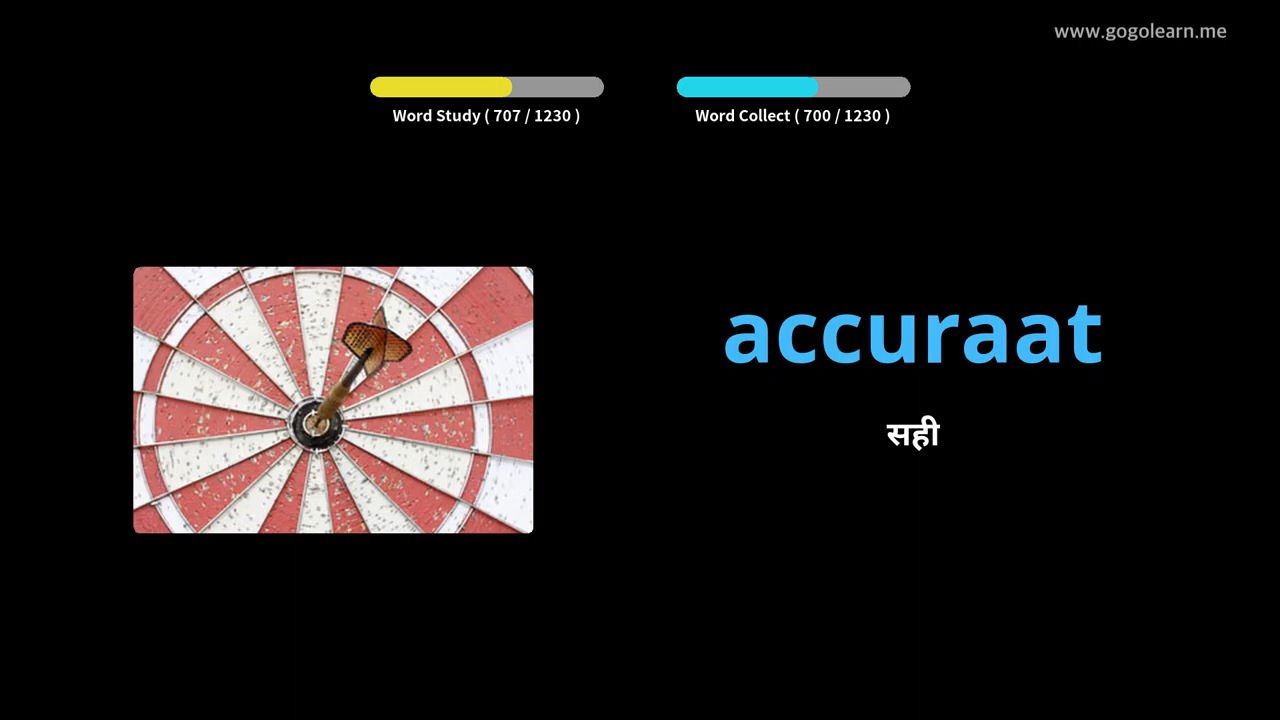 www.gogolearn.me
Word Study ( 707 / 1230 )
Word Collect ( 700 / 1230 )
accuraat
सही